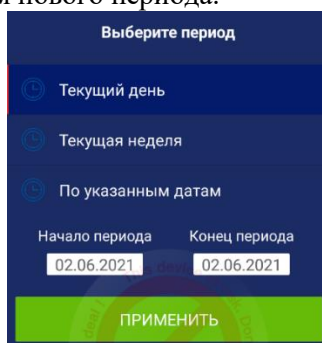 нового периода.
Выберите период
Текущий день
Текущая неделя
По указанным датам
Начало периода Конец периода
02.06.2021 02.06.2021
ПРИМЕНИТЬ